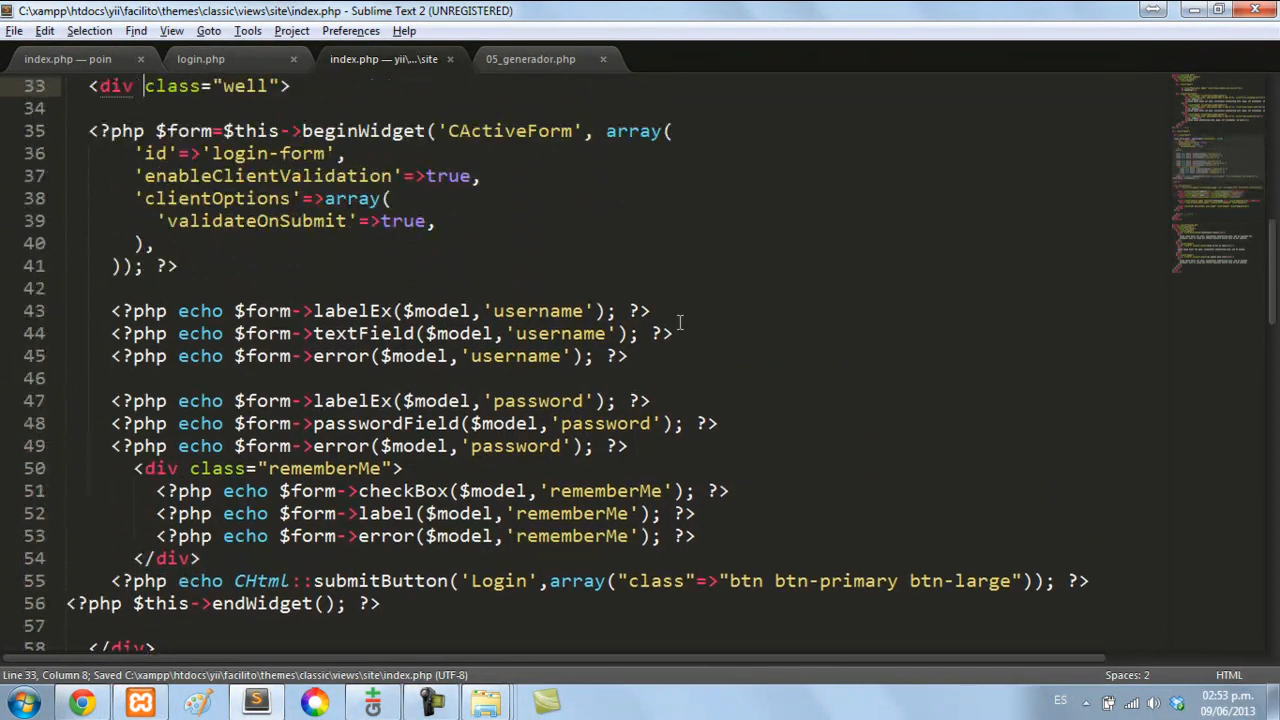 C:\xampp\htdocs\yii\facilito\themes\classic\views\site\index.php - Sublime Text 2 (UNREGISTERED)
File Edit Selection Find View Goto Tools Project Preferences Help
index.php — poin × login.php × index.php — yii\...\site × 05_generador.php ×
33 <div class="well">
34
35 <?php $form=$this->beginWidget('CActiveForm', array(
36 'id'=>'login-form',
37 'enableClientValidation'=>true,
38 'clientOptions'=>array(
39 'validateOnSubmit'=>true,
40 ),
41 )); ?>
42
43 <?php echo $form->labelEx($model,'username'); ?>
44 <?php echo $form->textField($model,'username'); ?>
45 <?php echo $form->error($model,'username'); ?>
46
47 <?php echo $form->labelEx($model,'password'); ?>
48 <?php echo $form->passwordField($model,'password'); ?>
49 <?php echo $form->error($model,'password'); ?>
50 <div class="rememberMe">
51 <?php echo $form->checkBox($model,'rememberMe'); ?>
52 <?php echo $form->label($model,'rememberMe'); ?>
53 <?php echo $form->error($model,'rememberMe'); ?>
54 </div>
55 <?php echo CHtml::submitButton('Login',array("class"=>"btn btn-primary btn-large")); ?>
56 <?php $this->endWidget(); ?>
57
58 </div>
Line 33, Column 8; Saved C:\xampp\htdocs\yii\facilito\themes\classic\views\site\index.php (UTF-8) Spaces: 2 HTML
ES 02:53 p.m.
09/06/2013